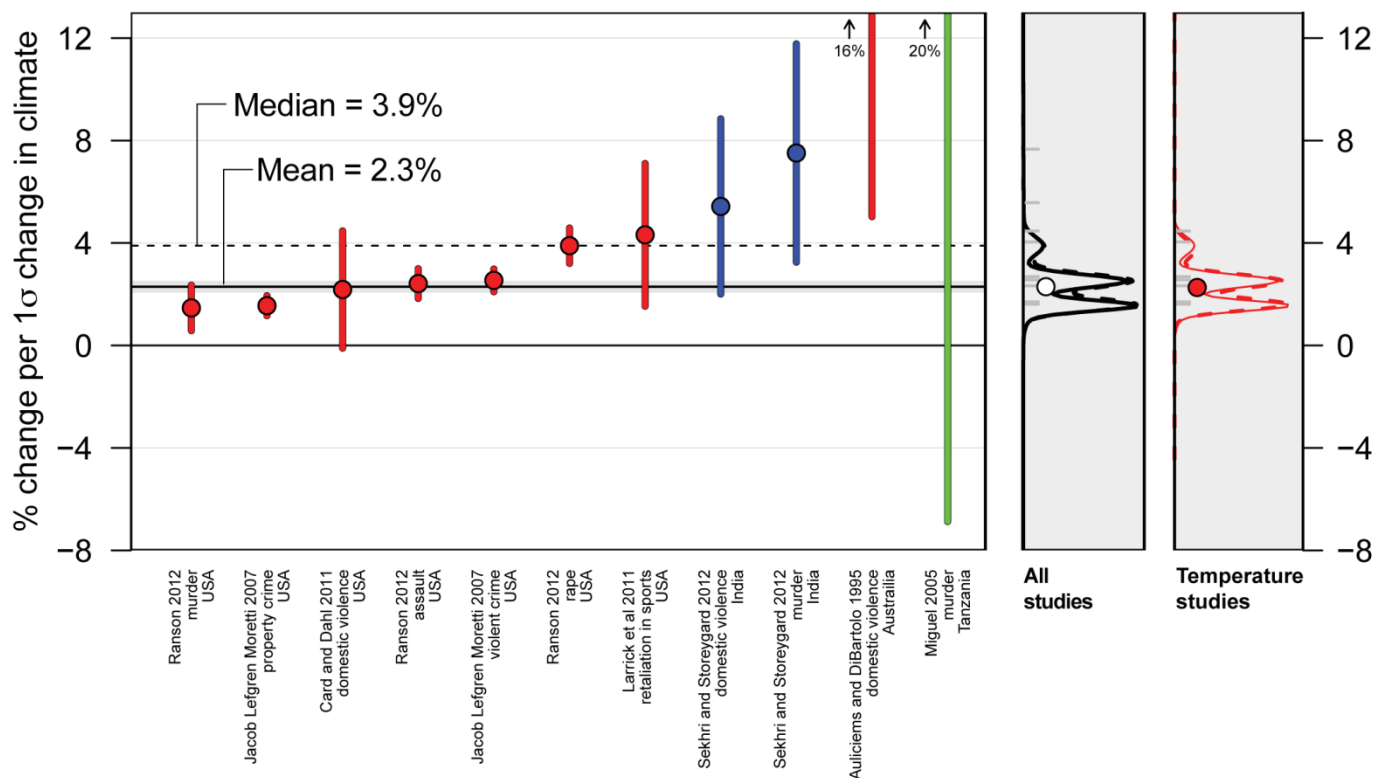 % change per 1σ change in climate
12
8
4
0
−4
−8
Median = 3.9%
Mean = 2.3%
16%
20%
12
8
4
0
−4
−8
Ranson 2012
murder
USA
Jacob Lefgren Moretti 2007
property crime
USA
Card and Dahl 2011
domestic violence
USA
Ranson 2012
assault
USA
Jacob Lefgren Moretti 2007
violent crime
USA
Ranson 2012
rape
USA
Larrick et al 2011
retaliation in sports
USA
Sekhri and Storeygard 2012
domestic violence
India
Sekhri and Storeygard 2012
murder
India
Auliciems and DiBartolo 1995
domestic violence
Austrailia
Miguel 2005
murder
Tanzania
All
studies
Temperature
studies